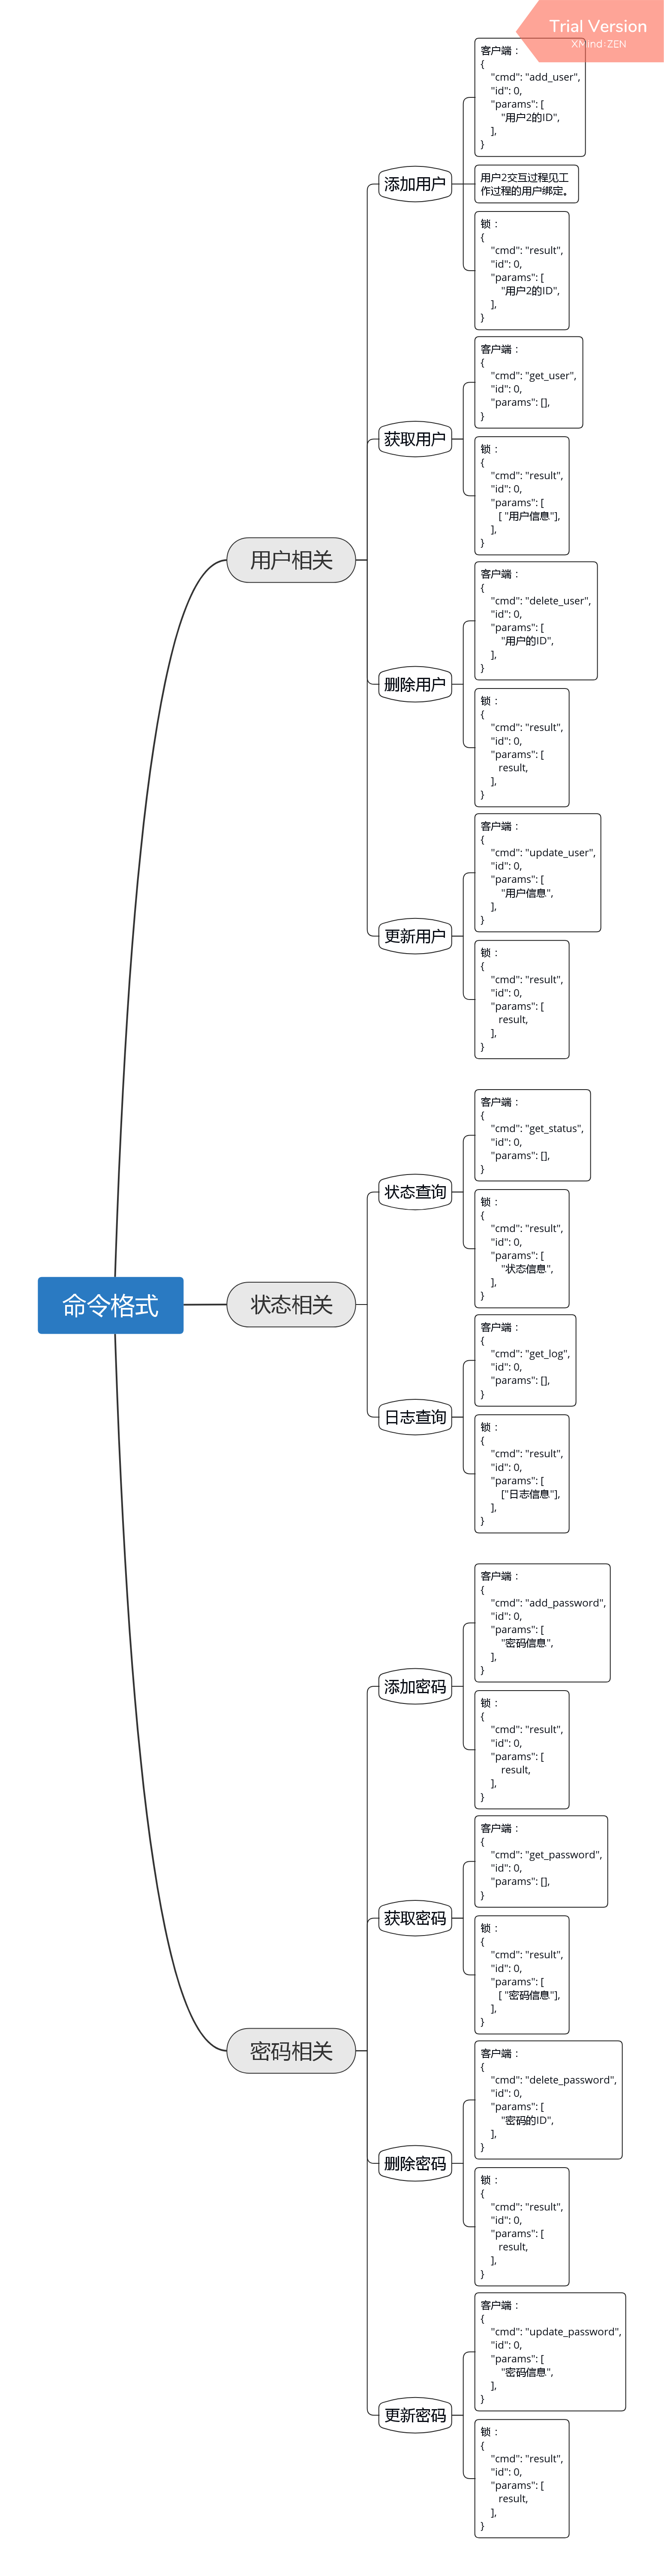 Trial Version
XMind:ZEN
客户端：
{
"cmd": "add_user",
"id": 0,
"params": [
"用户2的ID",
],
}
添加用户
用户2交互过程见工
作过程的用户绑定。
锁：
{
"cmd": "result",
"id": 0,
"params": [
"用户2的ID",
],
}
客户端：
{
"cmd": "get_user",
"id": 0,
"params": [],
}
获取用户
锁：
{
"cmd": "result",
"id": 0,
"params": [
[ "用户信息"],
],
}
用户相关
客户端：
{
"cmd": "delete_user",
"id": 0,
"params": [
"用户的ID",
],
}
删除用户
锁：
{
"cmd": "result",
"id": 0,
"params": [
result,
],
}
客户端：
{
"cmd": "update_user",
"id": 0,
"params": [
"用户信息",
],
}
更新用户
锁：
{
"cmd": "result",
"id": 0,
"params": [
result,
],
}
客户端：
{
"cmd": "get_status",
"id": 0,
"params": [],
}
状态查询
锁：
{
"cmd": "result",
"id": 0,
"params": [
"状态信息",
],
}
命令格式
状态相关
客户端：
{
"cmd": "get_log",
"id": 0,
"params": [],
}
日志查询
锁：
{
"cmd": "result",
"id": 0,
"params": [
["日志信息"],
],
}
客户端：
{
"cmd": "add_password",
"id": 0,
"params": [
"密码信息",
],
}
添加密码
锁：
{
"cmd": "result",
"id": 0,
"params": [
result,
],
}
客户端：
{
"cmd": "get_password",
"id": 0,
"params": [],
}
获取密码
锁：
{
"cmd": "result",
"id": 0,
"params": [
[ "密码信息"],
],
}
密码相关
客户端：
{
"cmd": "delete_password",
"id": 0,
"params": [
"密码的ID",
],
}
删除密码
锁：
{
"cmd": "result",
"id": 0,
"params": [
result,
],
}
客户端：
{
"cmd": "update_password",
"id": 0,
"params": [
"密码信息",
],
}
更新密码
锁：
{
"cmd": "result",
"id": 0,
"params": [
result,
],
}